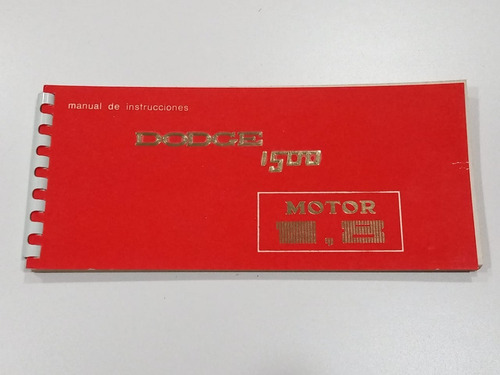 manual de instrucciones
DODGE
1500
MOTOR
1.8